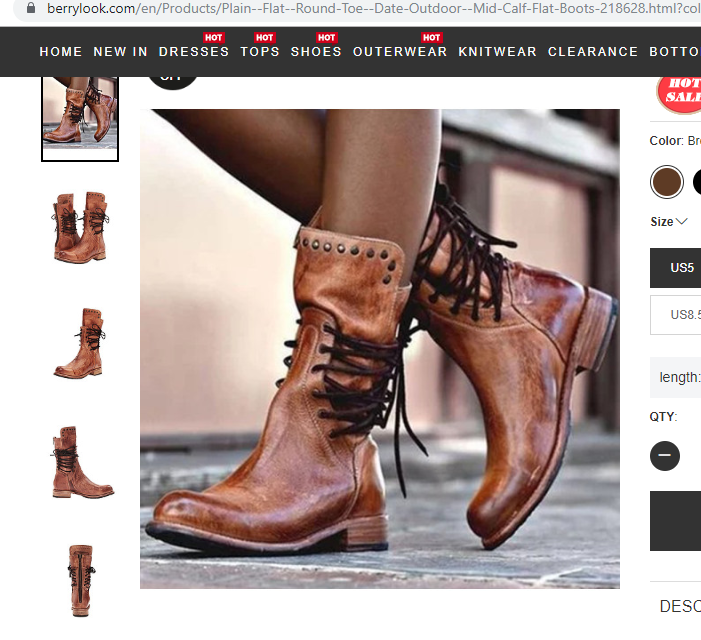 berrylook.com/en/Products/Plain--Flat--Round-Toe--Date-Outdoor--Mid-Calf-Flat-Boots-218628.html?col
HOT HOT HOT HOT
HOME NEW IN DRESSES TOPS SHOES OUTERWEAR KNITWEAR CLEARANCE BOTTO
OFF
HOT
SALE
Color: Br
Size
US5
US8.5
length:
QTY:
DESC